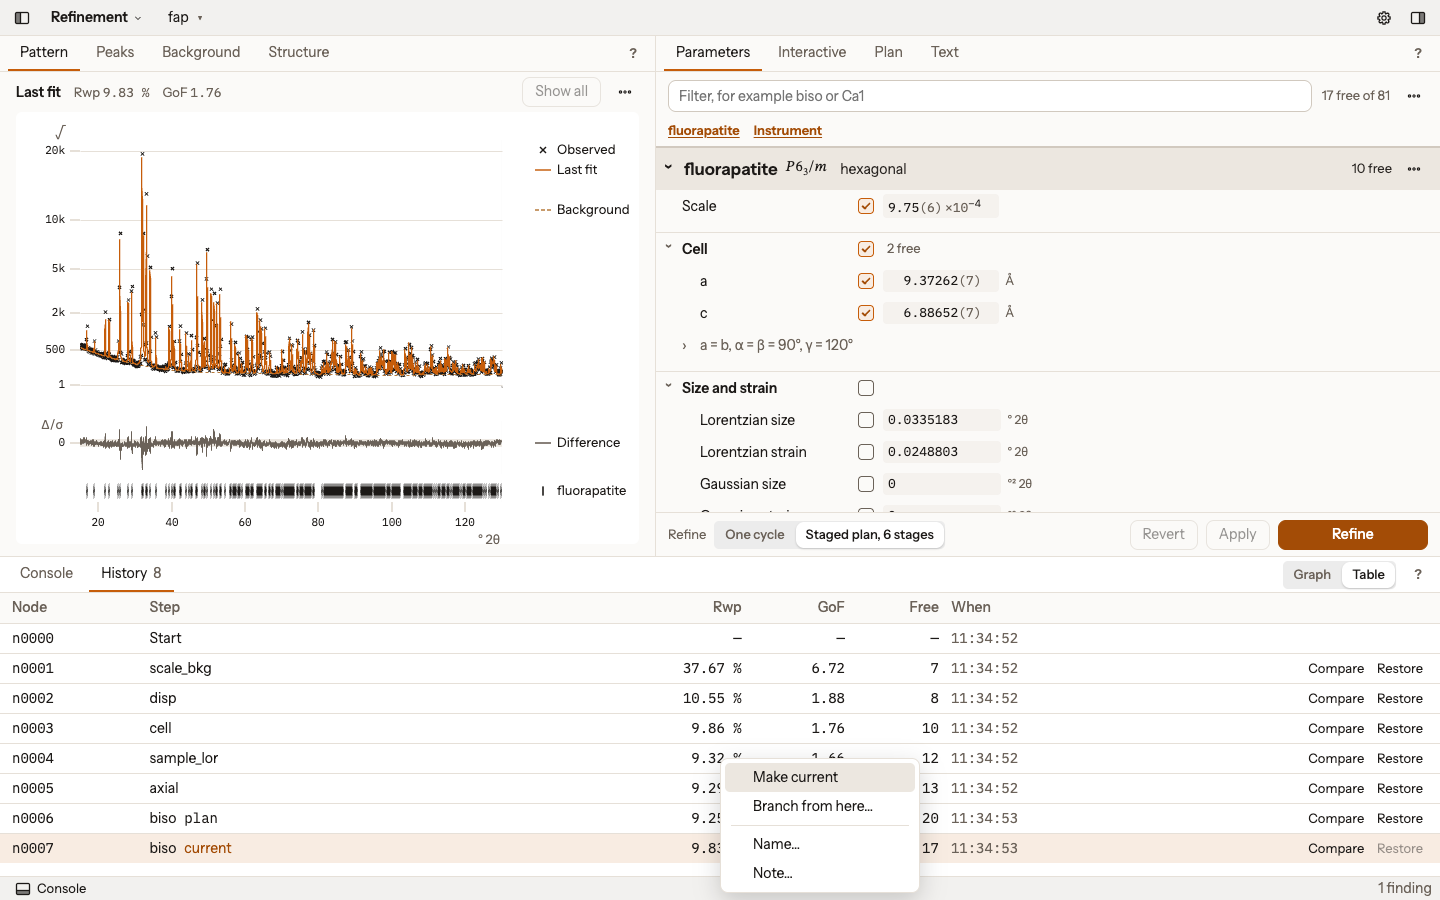 Refinement fap
Pattern Peaks Background Structure ?
Last fit Rwp 9.83 % GoF 1.76 Show all
√
20k
10k
5k
2k
500
1
Δ/σ
0
20 40 60 80 100 120
°2θ
Observed
Last fit
Background
Difference
fluorapatite
Parameters Interactive Plan Text ?
Filter, for example biso or Ca1 17 free of 81
fluorapatite Instrument
fluorapatite P6₃/m hexagonal 10 free
Scale 9.75(6) ×10⁻⁴
Cell 2 free
a 9.37262(7) Å
c 6.88652(7) Å
a = b, α = β = 90°, γ = 120°
Size and strain
Lorentzian size 0.0335183 °2θ
Lorentzian strain 0.0248803 °2θ
Gaussian size 0 °² 2θ
Refine One cycle Staged plan, 6 stages Revert Apply Refine
Console History 8 Graph Table ?
Node Step Rwp GoF Free When
n0000 Start — — — 11:34:52
n0001 scale_bkg 37.67 % 6.72 7 11:34:52 Compare Restore
n0002 disp 10.55 % 1.88 8 11:34:52 Compare Restore
n0003 cell 9.86 % 1.76 10 11:34:52 Compare Restore
n0004 sample_lor 9.32 % 1.66 12 11:34:52 Compare Restore
n0005 axial 9.29 13 11:34:52 Compare Restore
n0006 biso plan 9.25 20 11:34:53 Compare Restore
n0007 biso current 9.83 17 11:34:53 Compare Restore
Make current
Branch from here...
Name...
Note...
Console 1 finding